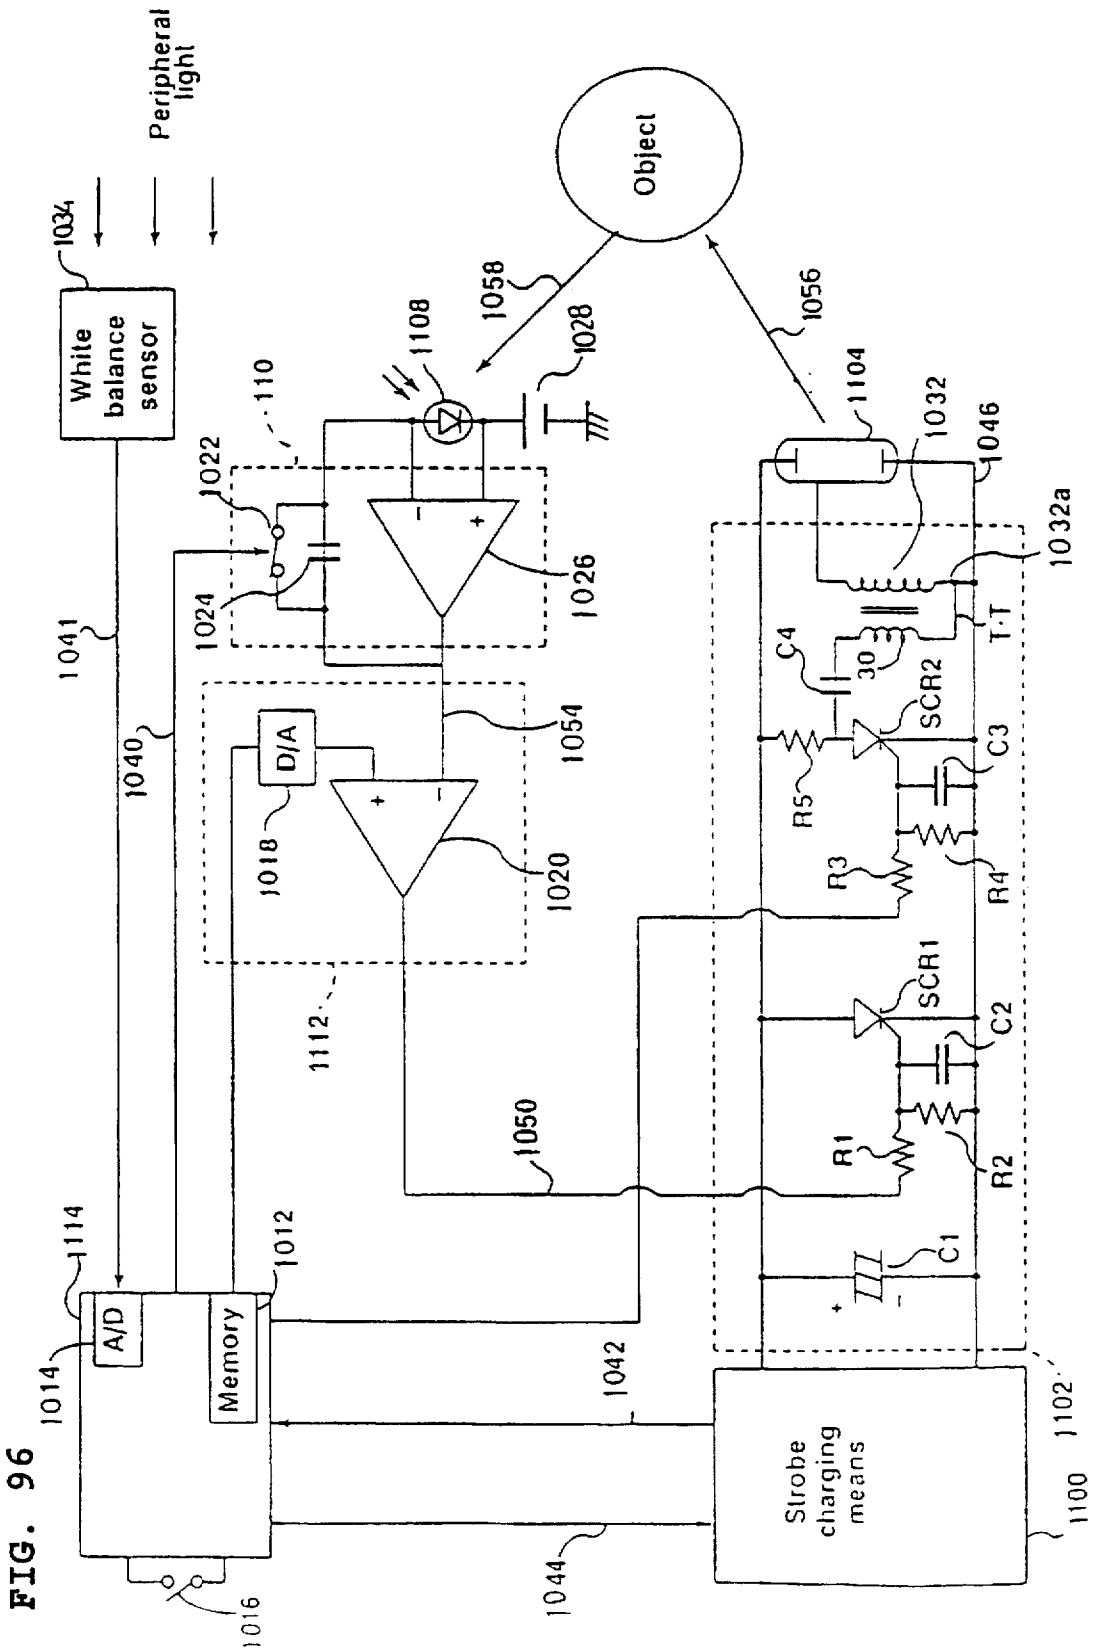 FIG. 96
1016
1014
A/D
1114
Memory
1012
1044
1042
Strobe
charging
means
1100
1102
1041
1040
White
balance
sensor
1034
Peripheral
light
1112
1018
D/A
1020
1054
1050
1022
1024
110
-
+
1026
+
-
1108
1028
1058
Object
1056
1104
1032
1046
1032a
T·T
30
C4
SCR2
C3
R5
R3
R4
SCR1
C2
R1
R2
C1
+
-